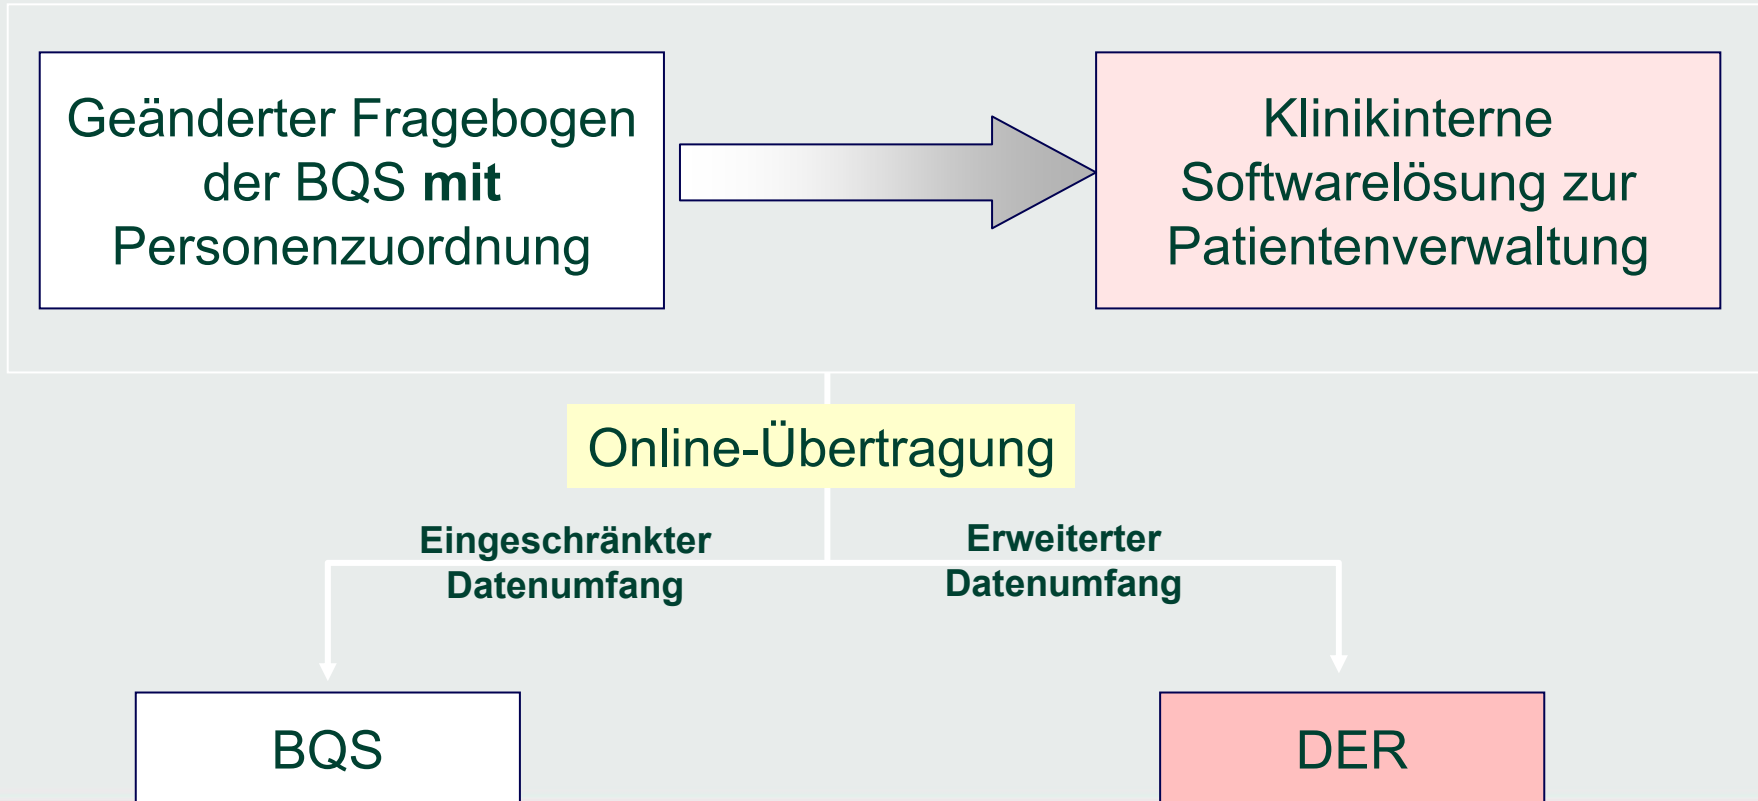 Geänderter Fragebogen
der BQS mit
Personenzuordnung
Klinikinterne
Softwarelösung zur
Patientenverwaltung
Online-Übertragung
Eingeschränkter
Datenumfang
Erweiterter
Datenumfang
BQS
DER